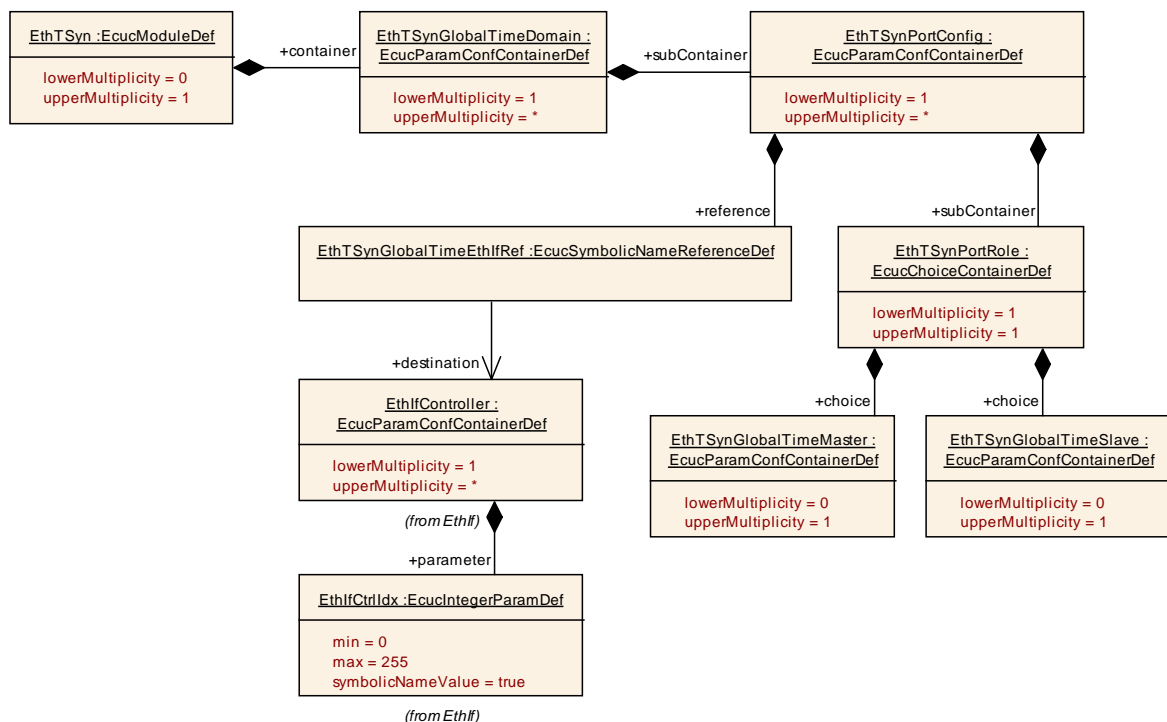 EthTSyn :EcucModuleDef
lowerMultiplicity = 0
upperMultiplicity = 1
+container
EthTSynGlobalTimeDomain :
EcucParamConfContainerDef
lowerMultiplicity = 1
upperMultiplicity = *
+subContainer
EthTSynPortConfig :
EcucParamConfContainerDef
lowerMultiplicity = 1
upperMultiplicity = *
+reference
+subContainer
EthTSynGlobalTimeEthIfRef :EcucSymbolicNameReferenceDef
EthTSynPortRole :
EcucChoiceContainerDef
lowerMultiplicity = 1
upperMultiplicity = 1
+destination
EthIfController :
EcucParamConfContainerDef
lowerMultiplicity = 1
upperMultiplicity = *
(from EthIf)
+choice
+choice
EthTSynGlobalTimeMaster :
EcucParamConfContainerDef
lowerMultiplicity = 0
upperMultiplicity = 1
EthTSynGlobalTimeSlave :
EcucParamConfContainerDef
lowerMultiplicity = 0
upperMultiplicity = 1
+parameter
EthIfCtrlIdx :EcucIntegerParamDef
min = 0
max = 255
symbolicNameValue = true
(from EthIf)